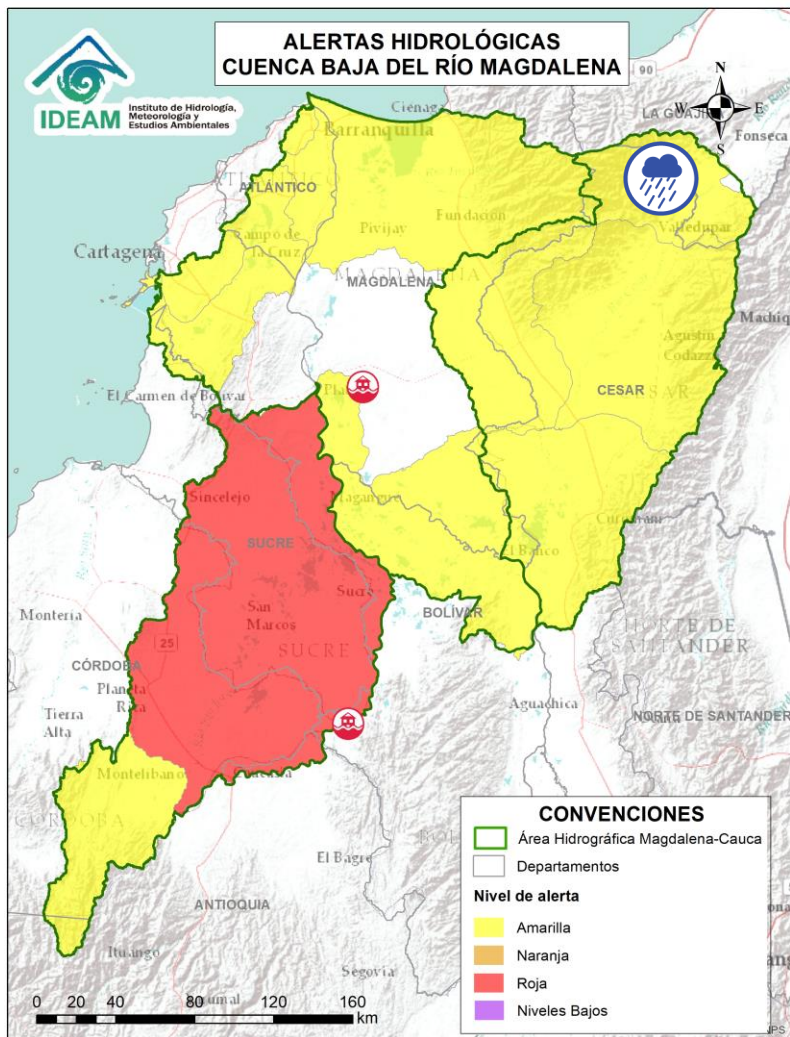 ALERTAS HIDROLÓGICAS
CUENCA BAJA DEL RÍO MAGDALENA
IDEAM
Instituto de Hidrología,
Meteorología y
Estudios Ambientales
N
W
E
S
90
Ciénaga
LA GUAJIRA
Fonseca
Barranquilla
ATLÁNTICO
Valledupar
Pivijay
Fundación
Cartagena
Campo de
la Cruz
MAGDALENA
Machiq
Agustín
Codazzi
CESAR
El Carmen de Bolívar
Sincelejo
Magangué
SUCRE
El Banco
Sucre
San
Marcos
SUCRE
BOLÍVAR
Montería
25
CÓRDOBA
NORTE DE
SANTANDER
Planeta
Rica
Tierra
Alta
Aguachica
NORTE DE SANTANDER
Montelíbano
CÓRDOBA
El Bagre
ANTIOQUIA
Ituango
Segovia
CONVENCIONES
Área Hidrográfica Magdalena-Cauca
Departamentos
Nivel de alerta
Amarilla
Naranja
Roja
Niveles Bajos
0 20 40 80 120 160
km